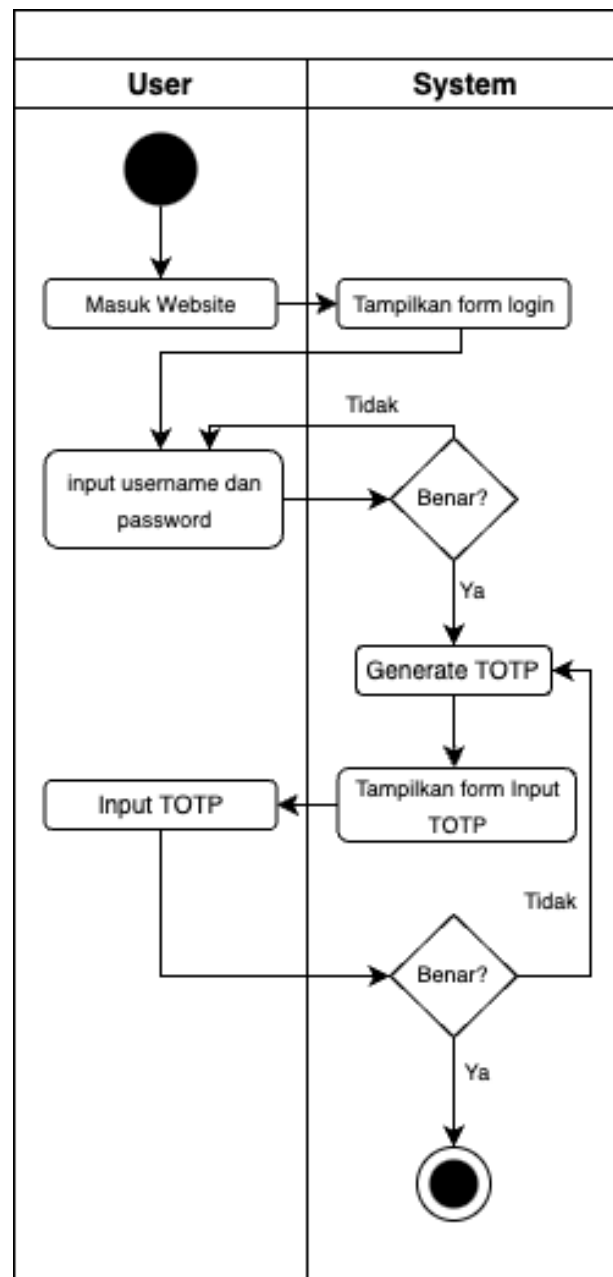 User
System
Masuk Website
Tampilkan form login
Tidak
input username dan
password
Benar?
Ya
Generate TOTP
Input TOTP
Tampilkan form Input
TOTP
Tidak
Benar?
Ya